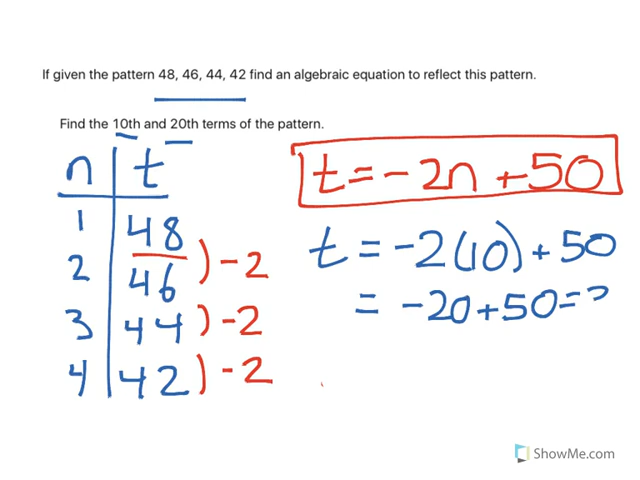 If given the pattern 48, 46, 44, 42 find an algebraic equation to reflect this pattern.
Find the 10th and 20th terms of the pattern.
n t
1 48
2 46 ) -2
3 44 ) -2
4 42 ) -2
t = -2n + 50
t = -2(10) + 50
= -20 + 50 =
ShowMe.com